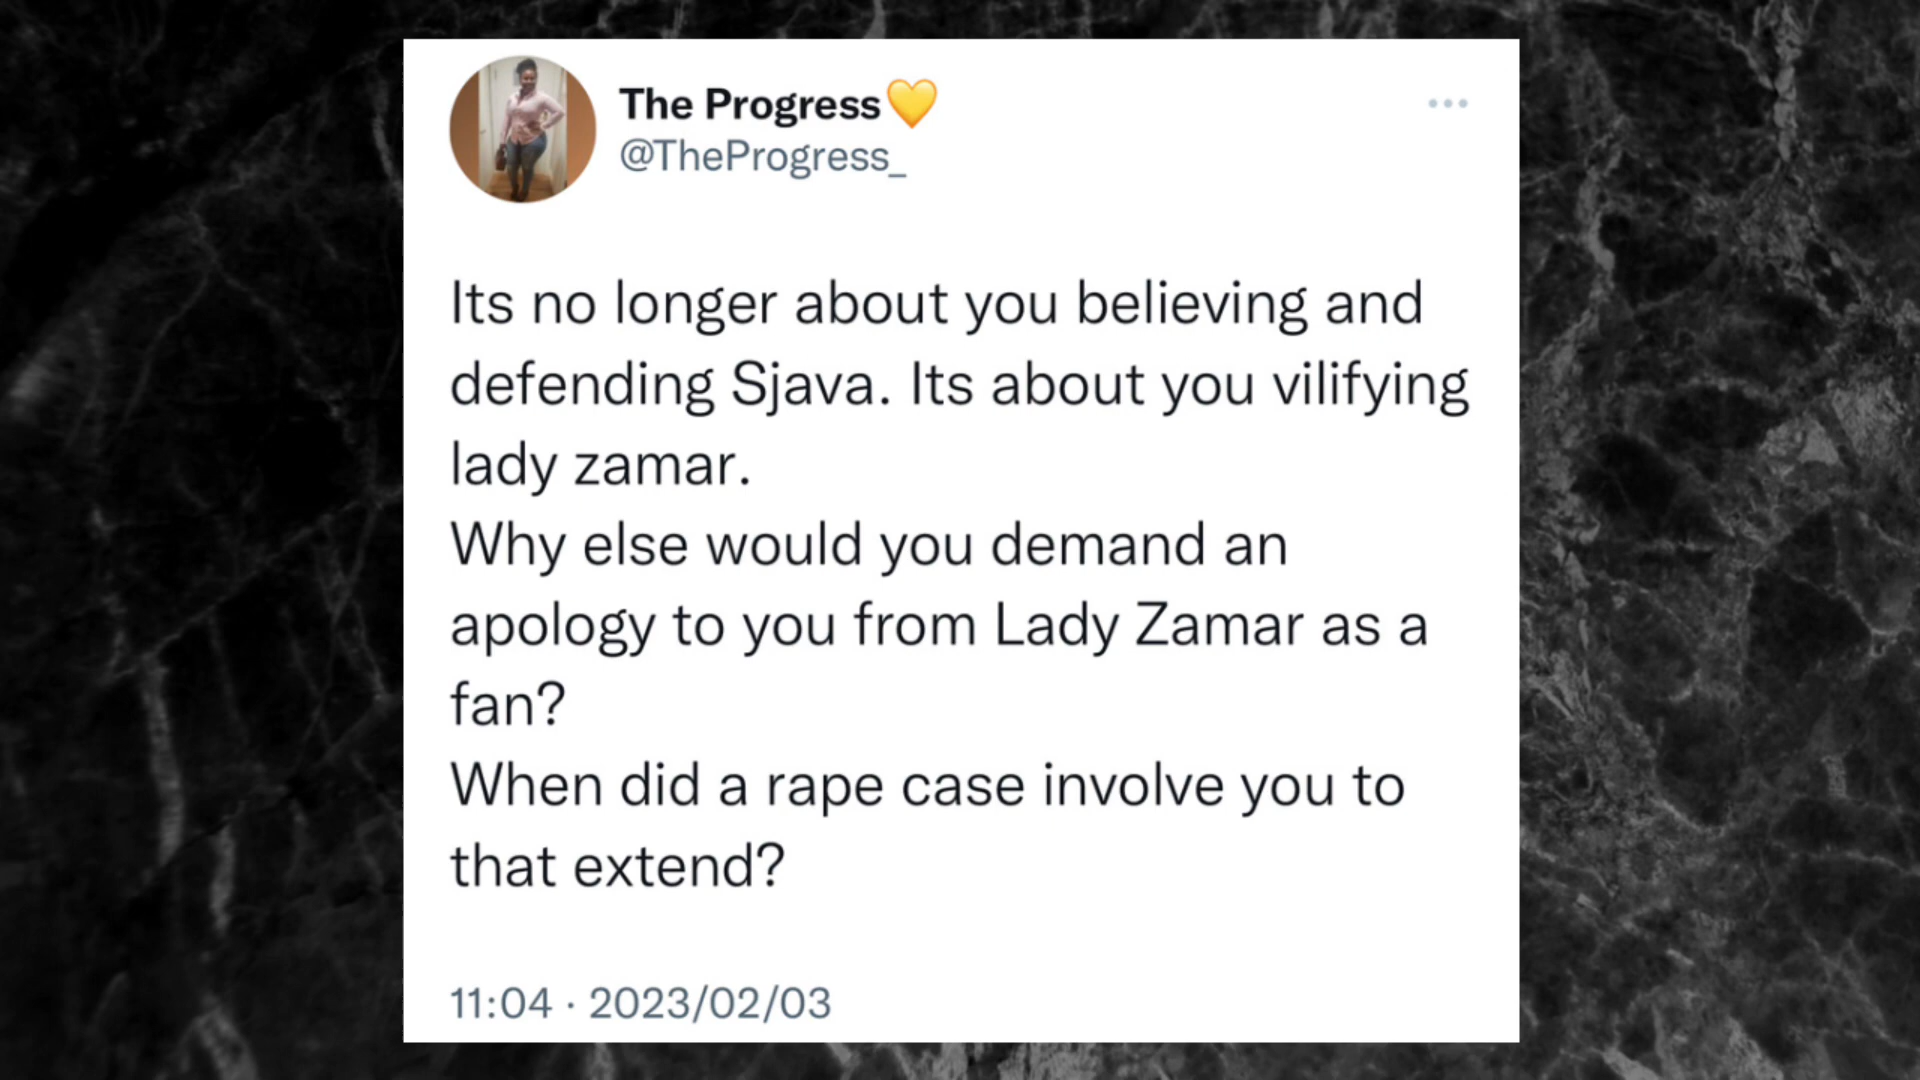 The Progress💛
@TheProgress_
Its no longer about you believing and
defending Sjava. Its about you vilifying
lady zamar.
Why else would you demand an
apology to you from Lady Zamar as a
fan?
When did a rape case involve you to
that extend?
11:04 · 2023/02/03